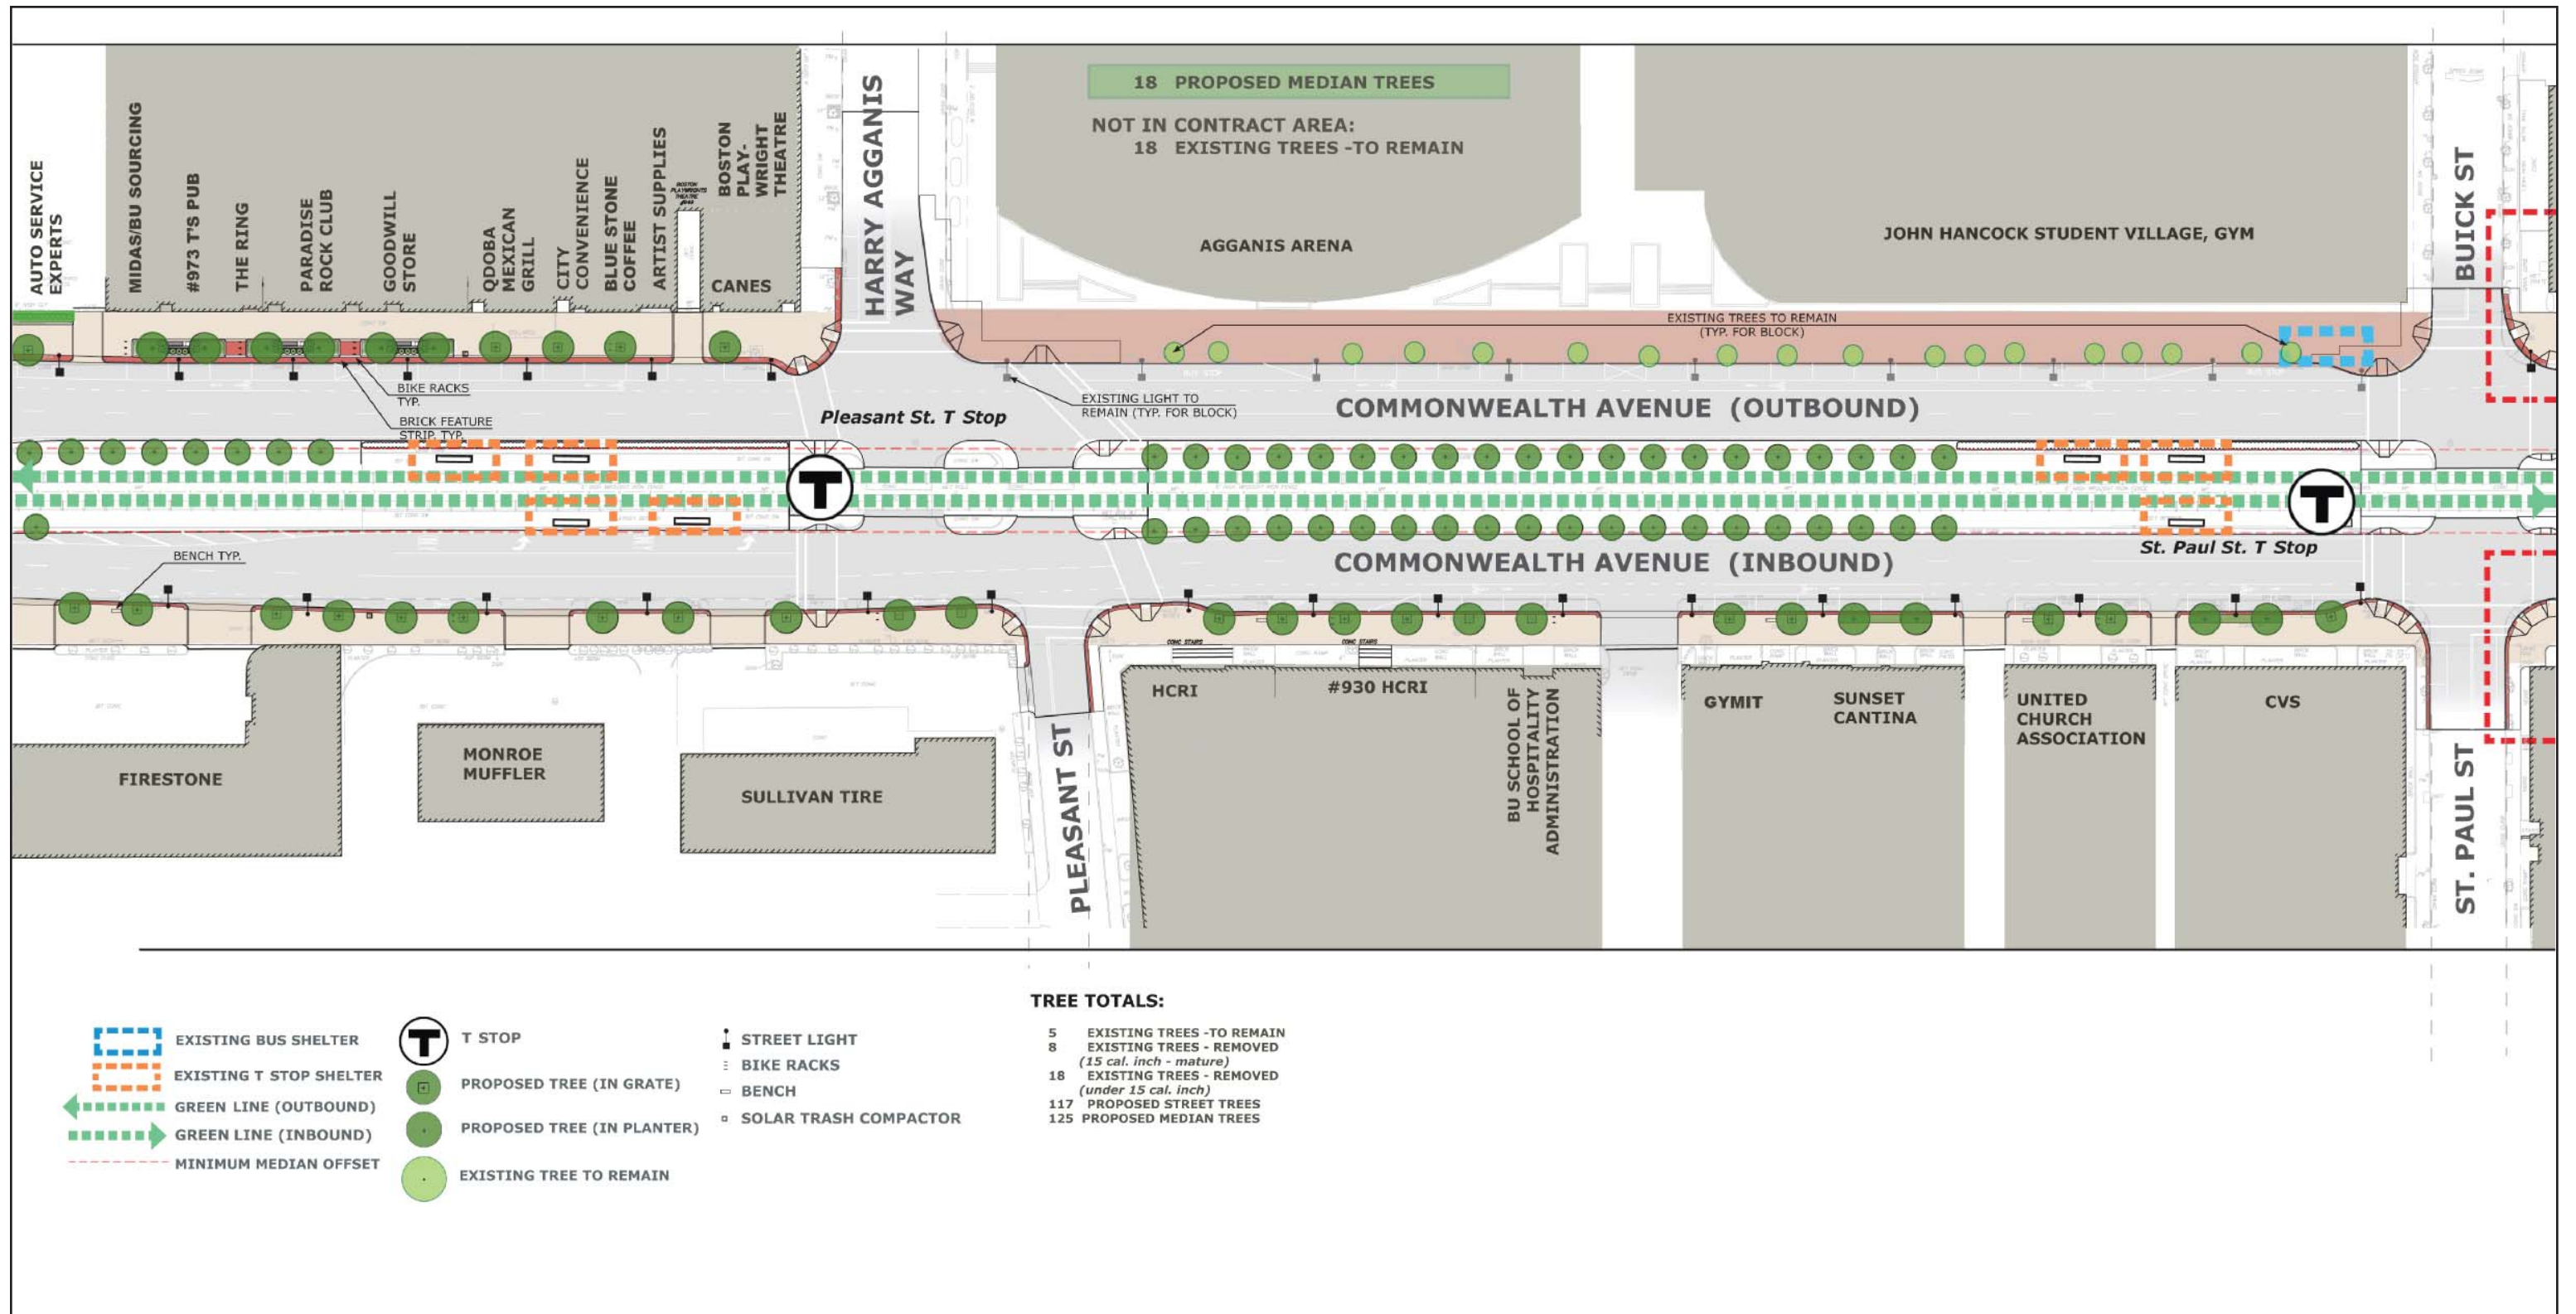 18 PROPOSED MEDIAN TREES
NOT IN CONTRACT AREA:
18 EXISTING TREES -TO REMAIN
AUTO SERVICE
EXPERTS
MIDAS/BU SOURCING
#973 T'S PUB
THE RING
PARADISE
ROCK CLUB
GOODWILL
STORE
QDOBA
MEXICAN
GRILL
CITY
CONVENIENCE
BLUE STONE
COFFEE
ARTIST SUPPLIES
BOSTON
PLAY-
WRIGHT
THEATRE
CANES
HARRY AGGANIS
WAY
AGGANIS ARENA
JOHN HANCOCK STUDENT VILLAGE, GYM
BUICK ST
EXISTING TREES TO REMAIN
(TYP. FOR BLOCK)
BIKE RACKS
TYP.
BRICK FEATURE
STRIP. TYP.
Pleasant St. T Stop
EXISTING LIGHT TO
REMAIN (TYP. FOR BLOCK)
COMMONWEALTH AVENUE (OUTBOUND)
T
T
COMMONWEALTH AVENUE (INBOUND)
St. Paul St. T Stop
BENCH TYP.
CONC STAIRS
CONC STAIRS
FIRESTONE
MONROE
MUFFLER
SULLIVAN TIRE
PLEASANT ST
HCRI
#930 HCRI
BU SCHOOL OF
HOSPITALITY
ADMINISTRATION
GYMIT
SUNSET
CANTINA
UNITED
CHURCH
ASSOCIATION
CVS
ST. PAUL ST
EXISTING BUS SHELTER
EXISTING T STOP SHELTER
GREEN LINE (OUTBOUND)
GREEN LINE (INBOUND)
MINIMUM MEDIAN OFFSET
T
T STOP
PROPOSED TREE (IN GRATE)
PROPOSED TREE (IN PLANTER)
EXISTING TREE TO REMAIN
STREET LIGHT
BIKE RACKS
BENCH
SOLAR TRASH COMPACTOR
TREE TOTALS:
5 EXISTING TREES -TO REMAIN
8 EXISTING TREES - REMOVED
(15 cal. inch - mature)
18 EXISTING TREES - REMOVED
(under 15 cal. inch)
117 PROPOSED STREET TREES
125 PROPOSED MEDIAN TREES